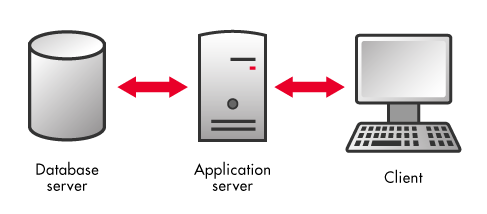 Database
server
Application
server
Client